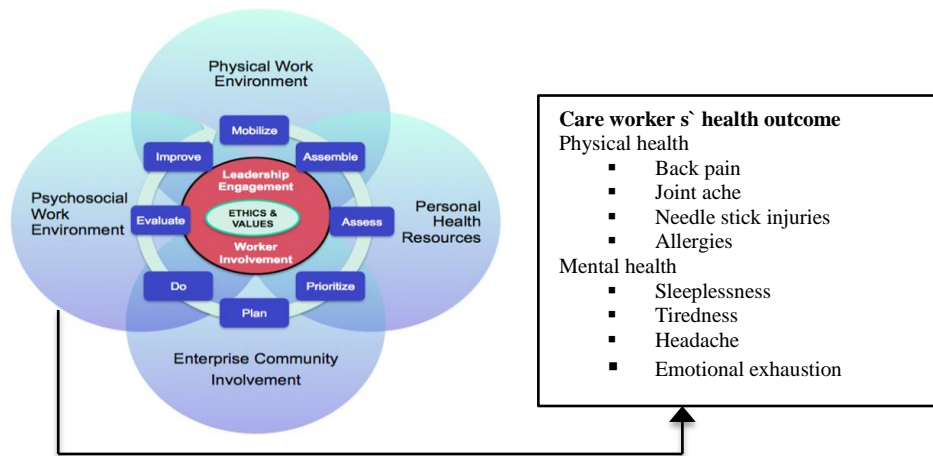 Physical Work
Environment
Mobilize
Improve
Assemble
Leadership
Engagement
Psychosocial
Work
Environment
Evaluate
ETHICS &
VALUES
Assess
Personal
Health
Resources
Worker
Involvement
Do
Prioritize
Plan
Enterprise Community
Involvement
Care worker s` health outcome
Physical health
▪ Back pain
▪ Joint ache
▪ Needle stick injuries
▪ Allergies
Mental health
▪ Sleeplessness
▪ Tiredness
▪ Headache
▪ Emotional exhaustion